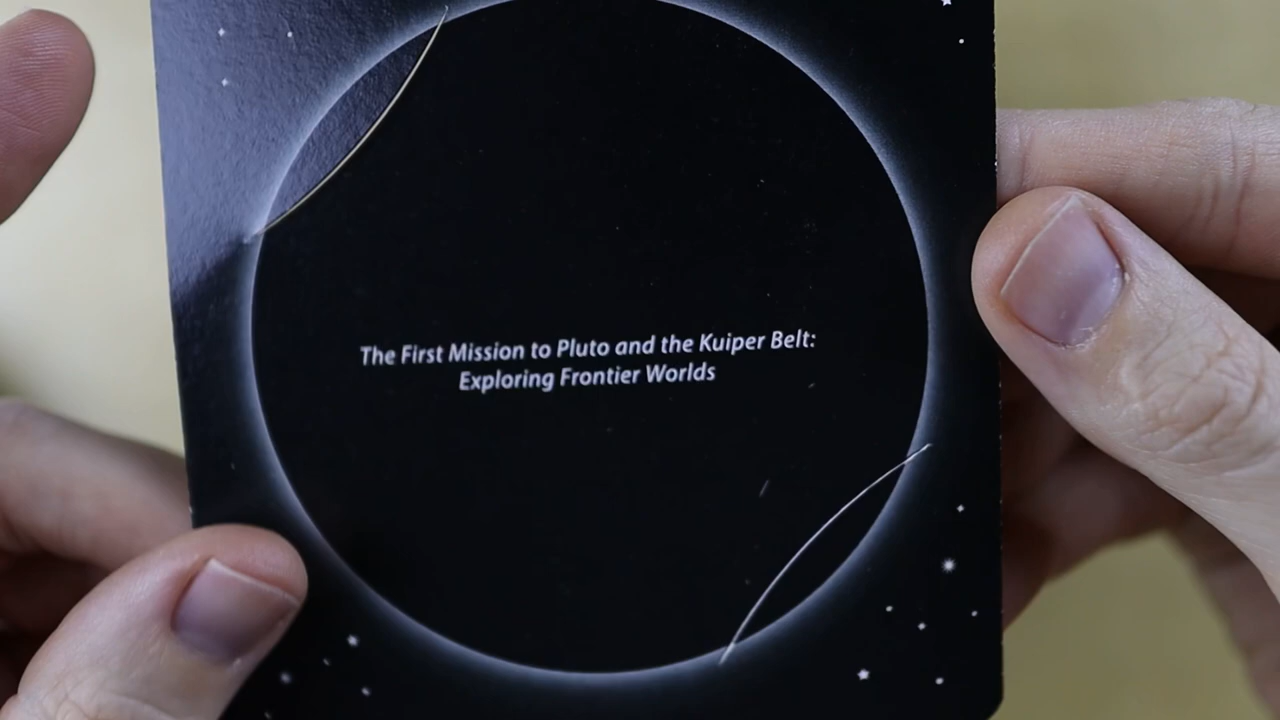 The First Mission to Pluto and the Kuiper Belt:
Exploring Frontier Worlds